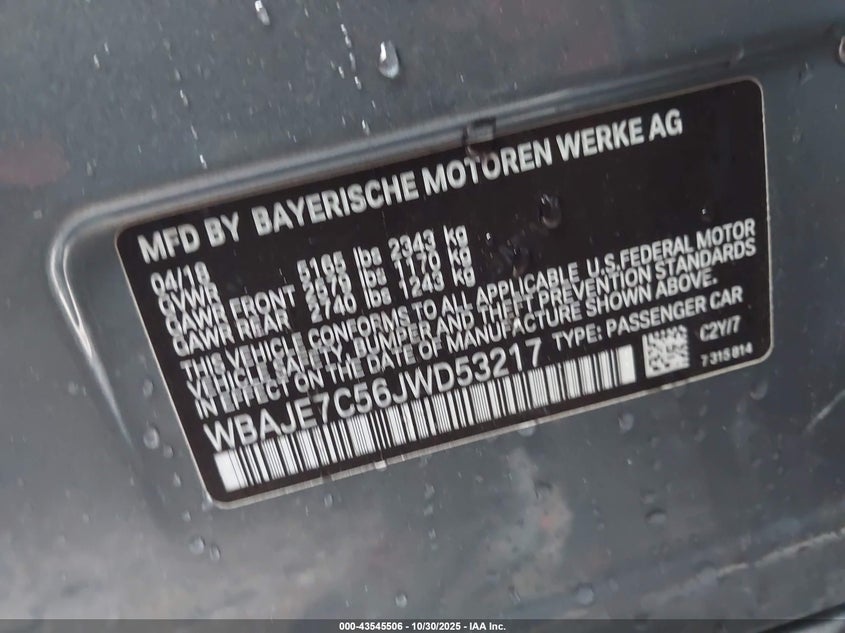 MFD BY BAYERISCHE MOTOREN WERKE AG
04/18
GVWR 5165 lbs 2343 kg
GAWR FRONT 2579 lbs 1170 kg
GAWR REAR 2740 lbs 1243 kg
THIS VEHICLE CONFORMS TO ALL APPLICABLE U.S.FEDERAL MOTOR
VEHICLE SAFETY, BUMPER AND THEFT PREVENTION STANDARDS
IN EFFECT ON THE DATE OF MANUFACTURE SHOWN ABOVE.
WBAJE7C56JWD53217 TYPE: PASSENGER CAR
C2Y/7
7 315 814
000-43545506 - 10/30/2025 - IAA Inc.